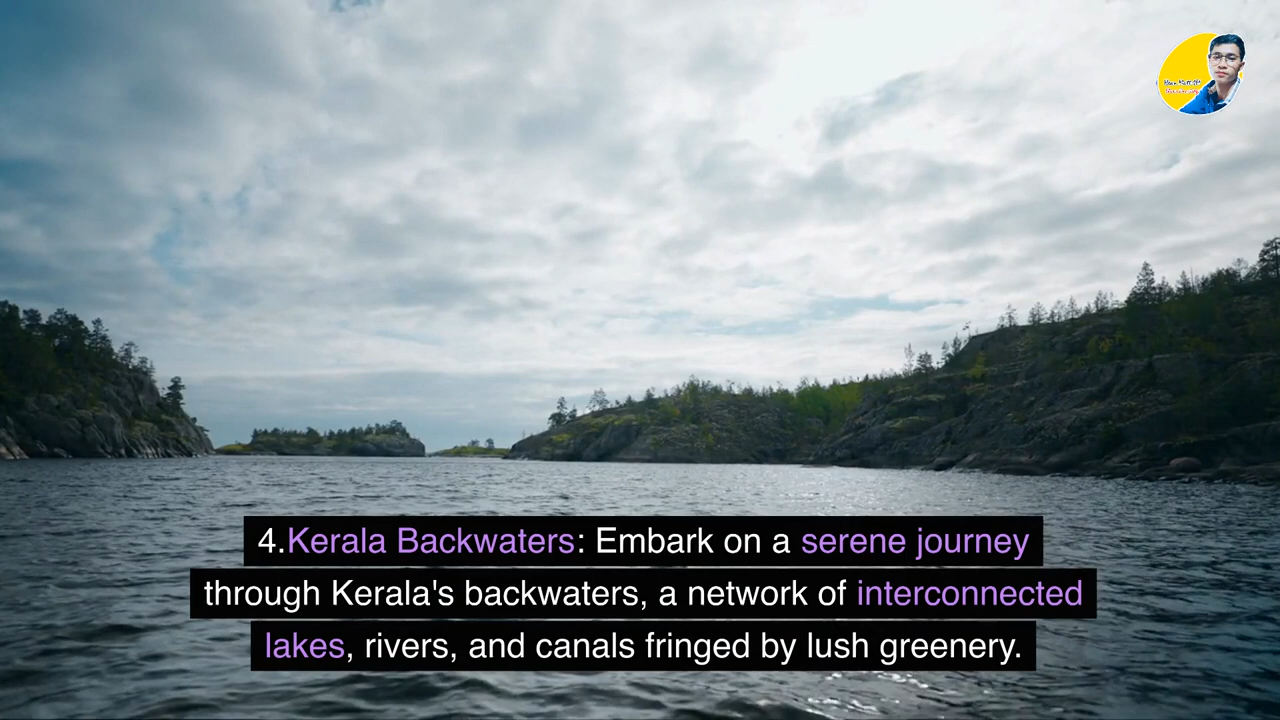 4.Kerala Backwaters: Embark on a serene journey
through Kerala's backwaters, a network of interconnected
lakes, rivers, and canals fringed by lush greenery.